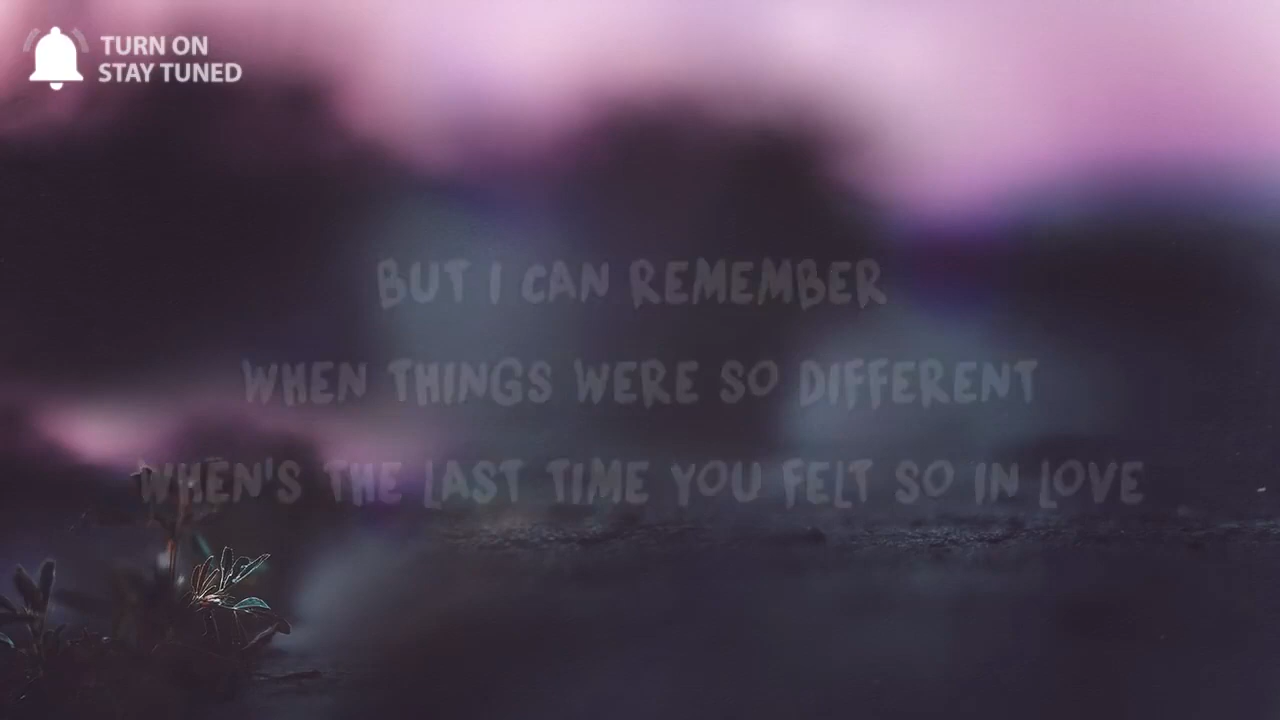 TURN ON
STAY TUNED
BUT I CAN REMEMBER
WHEN THINGS WERE SO DIFFERENT
WHEN'S THE LAST TIME YOU FELT SO IN LOVE